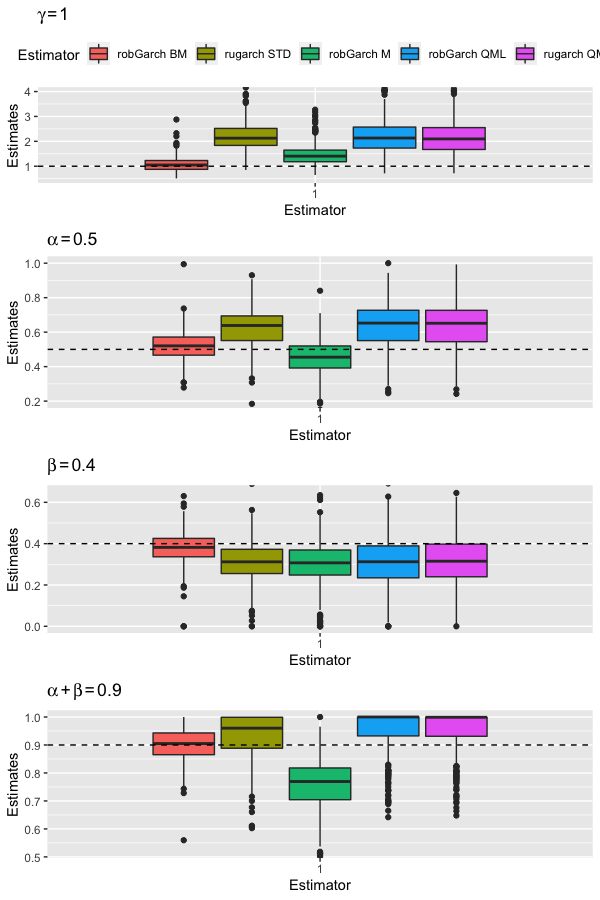 γ = 1
Estimator robGarch BM rugarch STD robGarch M robGarch QML rugarch QM
4
3
2
1
Estimates
1
Estimator
α = 0.5
1.0
0.8
0.6
0.4
0.2
Estimates
1
Estimator
β = 0.4
0.6
0.4
0.2
0.0
Estimates
1
Estimator
α + β = 0.9
1.0
0.9
0.8
0.7
0.6
0.5
Estimates
1
Estimator